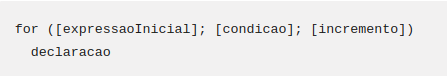 for ([expressaoInicial]; [condicao]; [incremento])
  declaracao